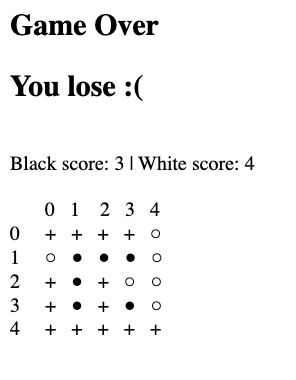 Game Over
You lose :(
Black score: 3 | White score: 4
0 1 2 3 4
0 + + + + ○
1 ○ ● ● ● ○
2 + ● + ○ ○
3 + ● + ● ○
4 + + + + +